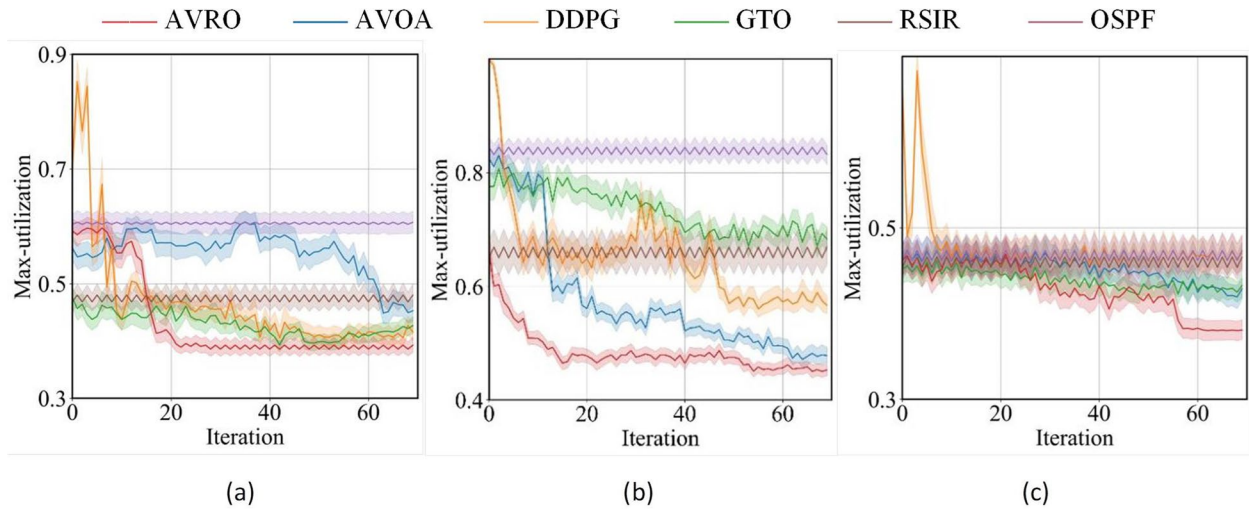 AVRO AVOA DDPG GTO RSIR OSPF
Max-utilization
0.9
0.7
0.5
0.3
0 20 40 60
Iteration
(a)
Max-utilization
0.8
0.6
0.4
0 20 40 60
Iteration
(b)
Max-utilization
0.5
0.3
0 20 40 60
Iteration
(c)